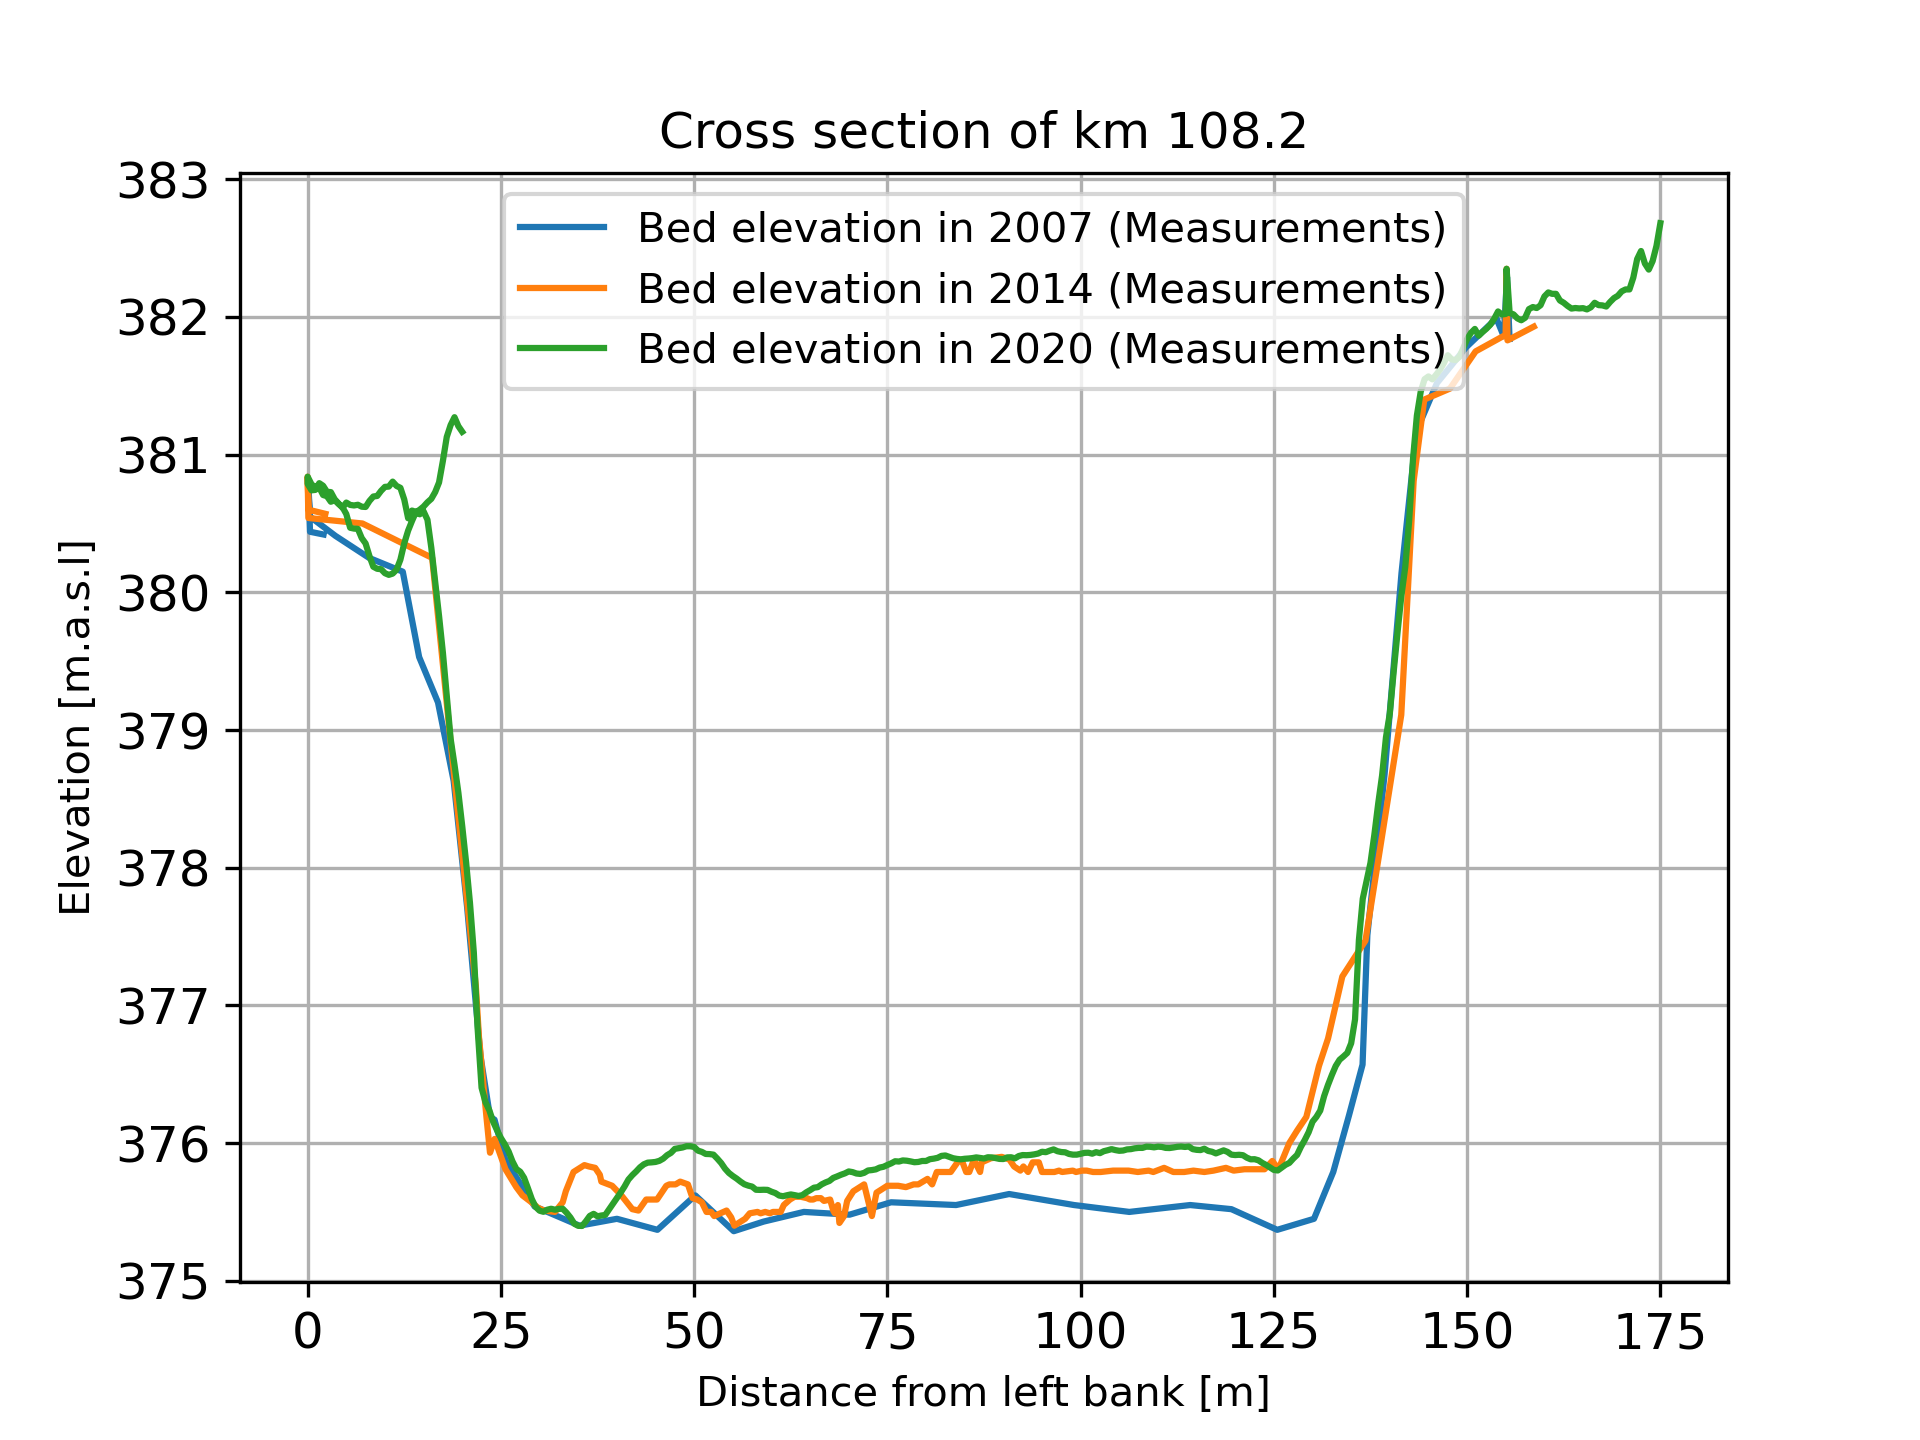 Cross section of km 108.2
Bed elevation in 2007 (Measurements)
Bed elevation in 2014 (Measurements)
Bed elevation in 2020 (Measurements)
Elevation [m.a.s.l]
383
382
381
380
379
378
377
376
375
0 25 50 75 100 125 150 175
Distance from left bank [m]